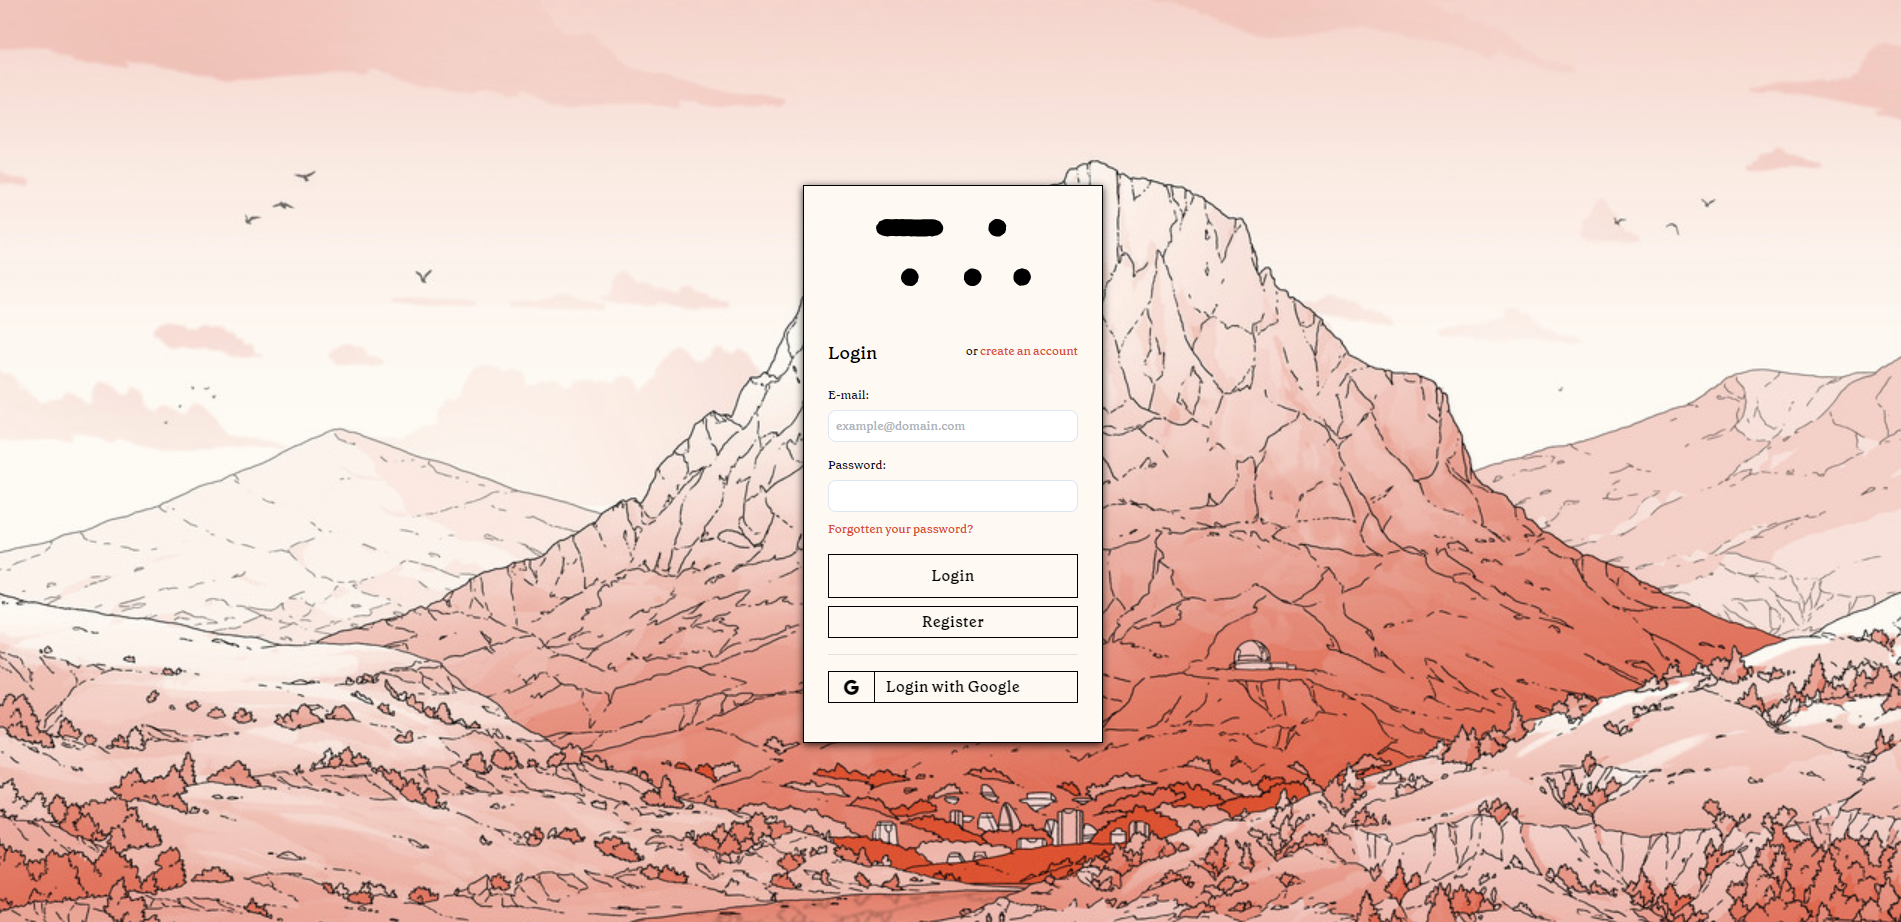 Login
or create an account
E-mail:
example@domain.com
Password:
Forgotten your password?
Login
Register
G Login with Google